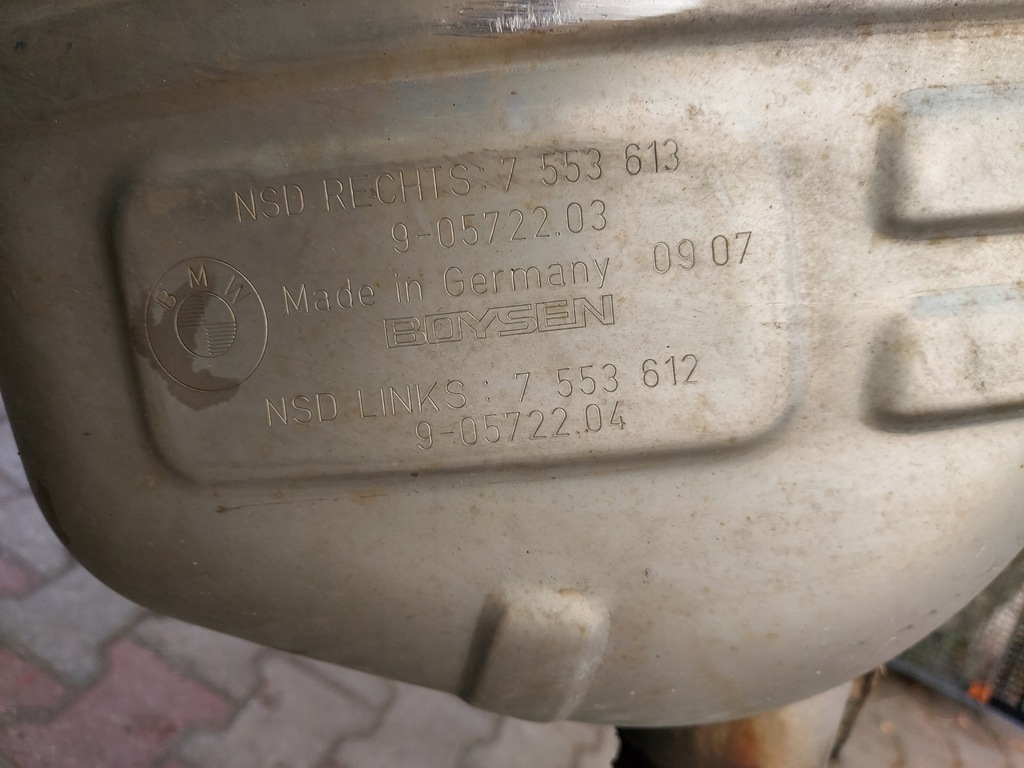 NSD RECHTS: 7 553 613
9-05722.03
BMW
Made in Germany 09 07
BOYSEN
NSD LINKS: 7 553 612
9-05722.04